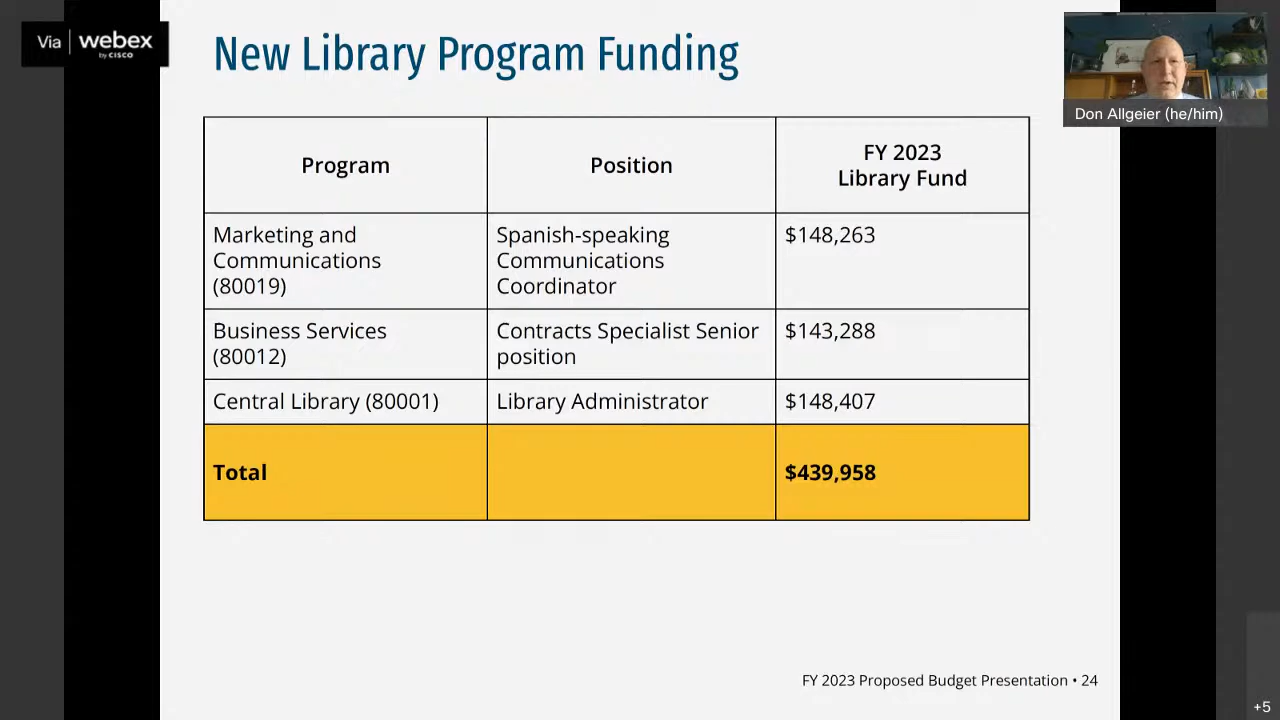 Via webex
by CISCO
New Library Program Funding
Don Allgeier (he/him)
Program
Position
FY 2023
Library Fund
Marketing and
Communications
(80019)
Spanish-speaking
Communications
Coordinator
$148,263
Business Services
(80012)
Contracts Specialist Senior
position
$143,288
Central Library (80001)
Library Administrator
$148,407
Total
$439,958
FY 2023 Proposed Budget Presentation • 24
+5